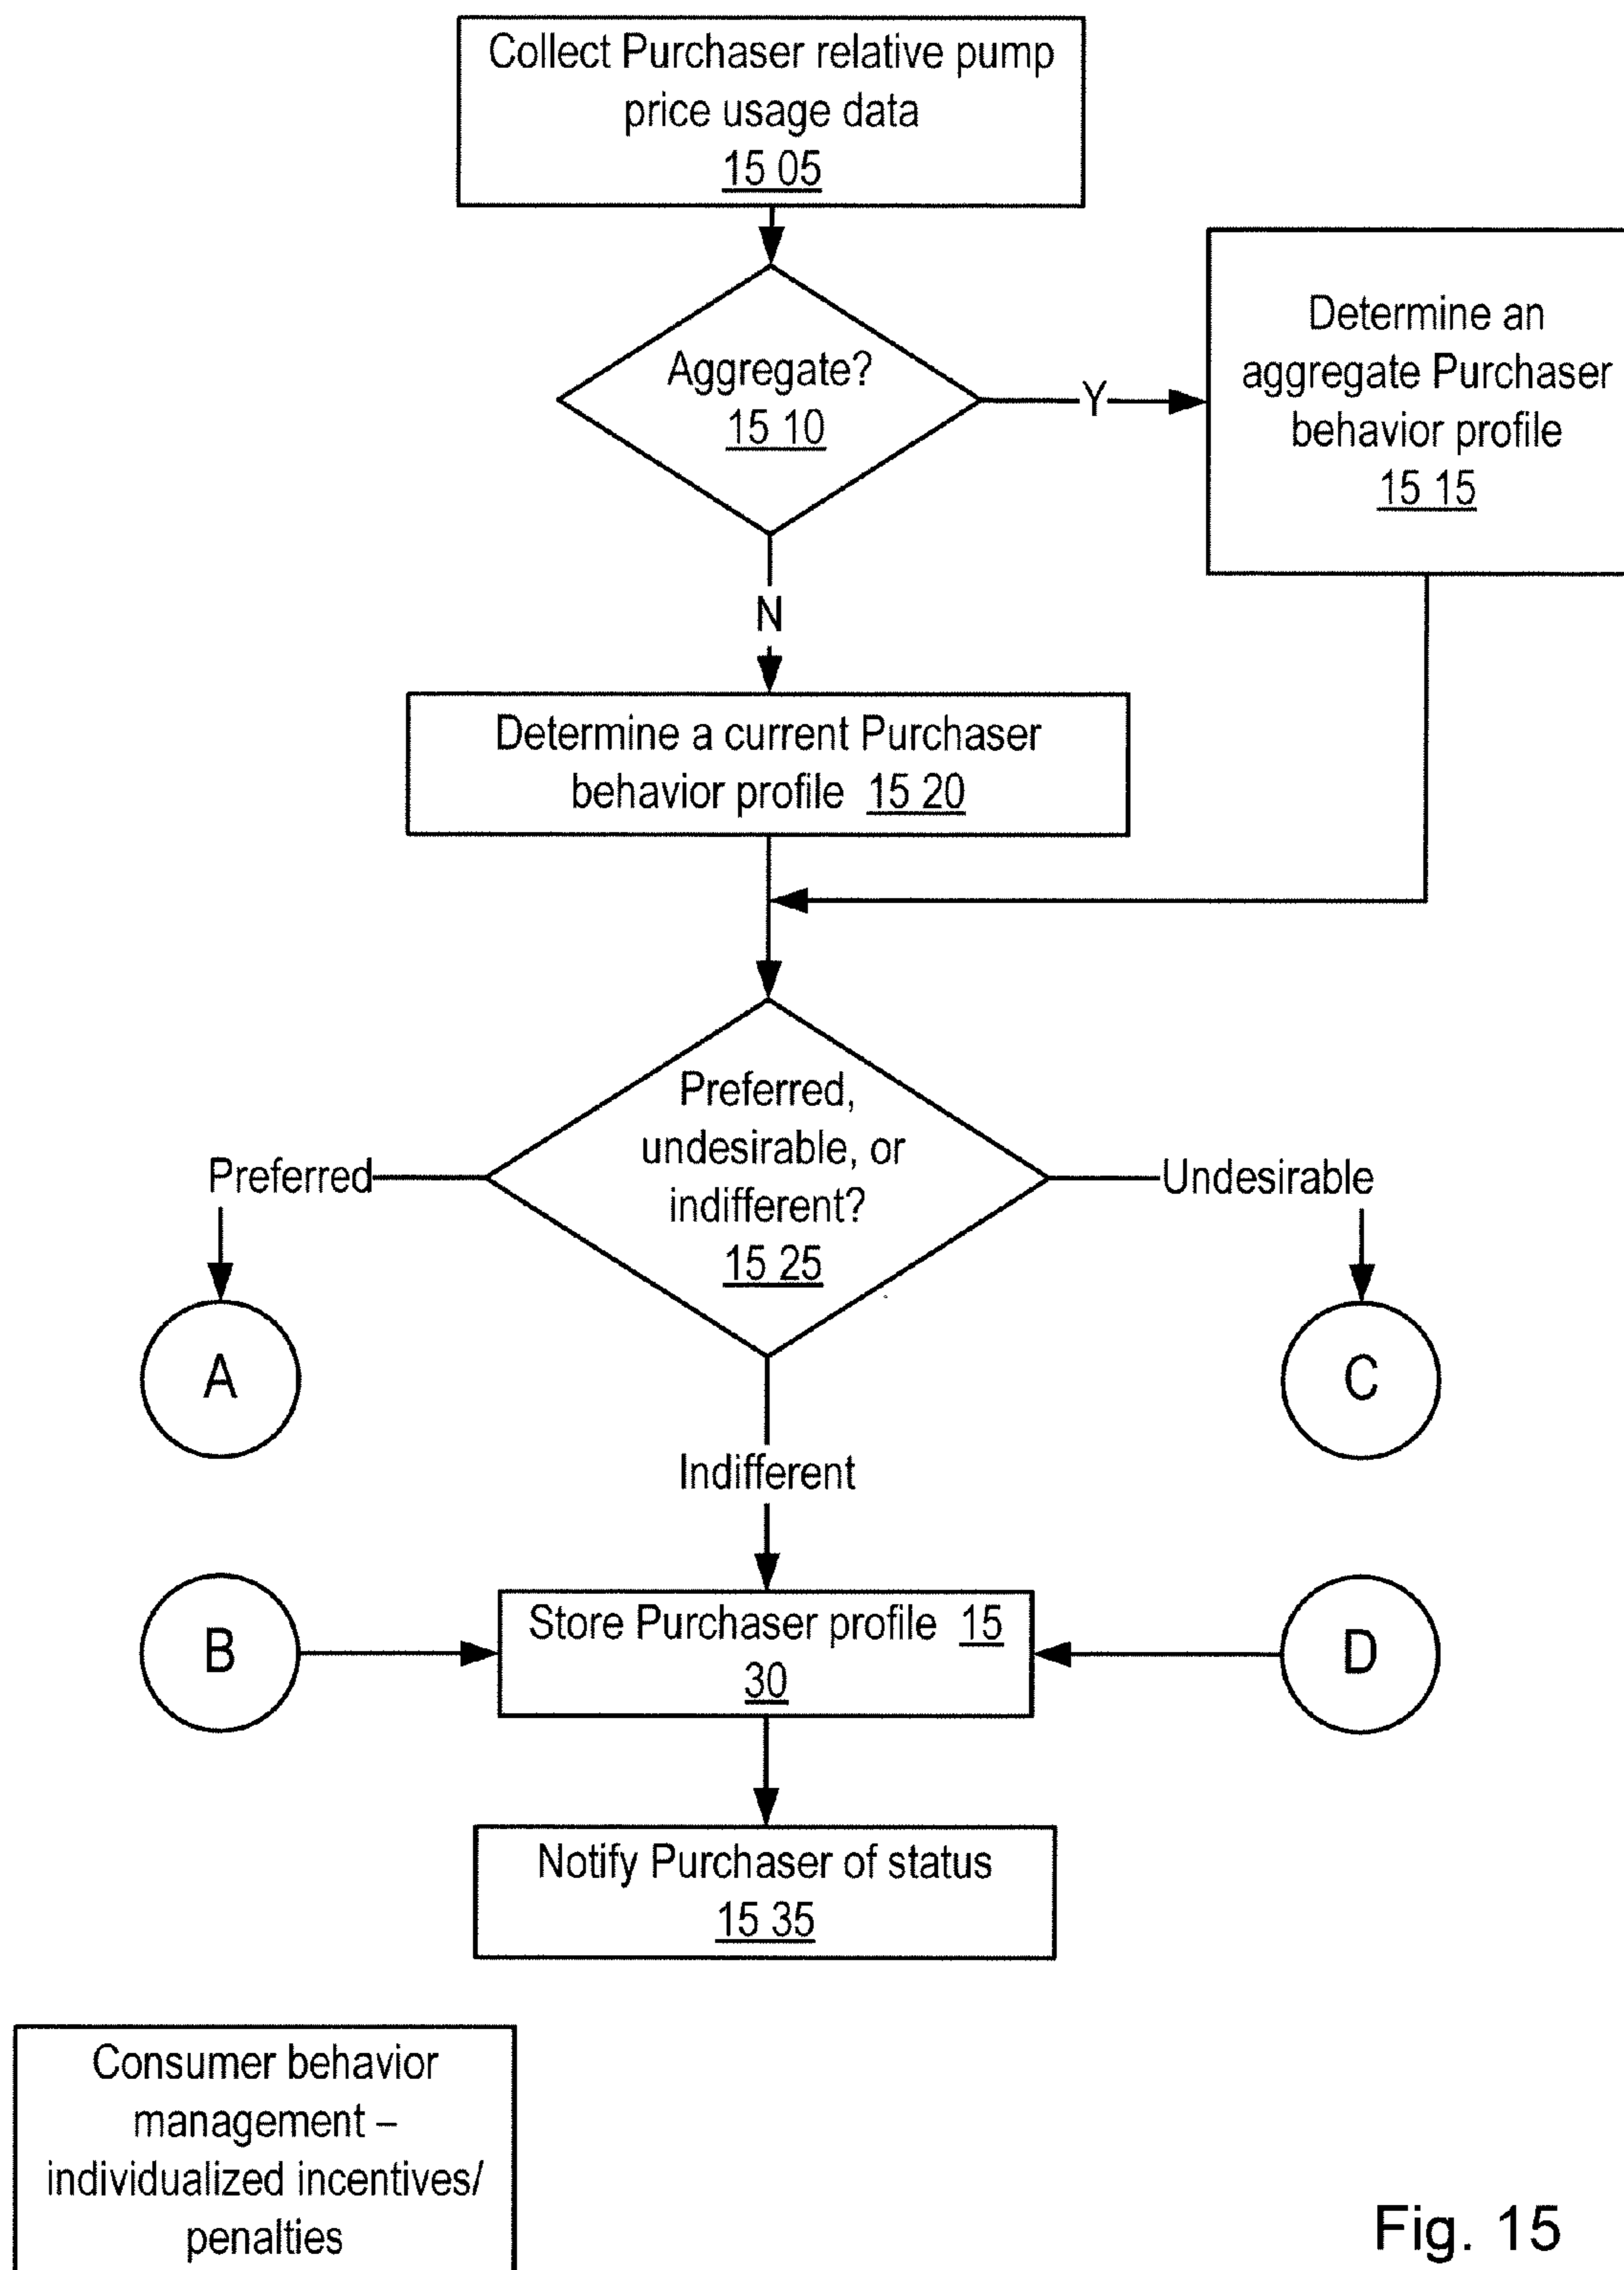 Collect Purchaser relative pump
price usage data
15 05
Aggregate?
15 10
Y
Determine an
aggregate Purchaser
behavior profile
15 15
N
Determine a current Purchaser
behavior profile 15 20
Preferred,
undesirable, or
indifferent?
15 25
Preferred
Undesirable
A
C
Indifferent
B
Store Purchaser profile 15
30
D
Notify Purchaser of status
15 35
Consumer behavior
management –
individualized incentives/
penalties
Fig. 15